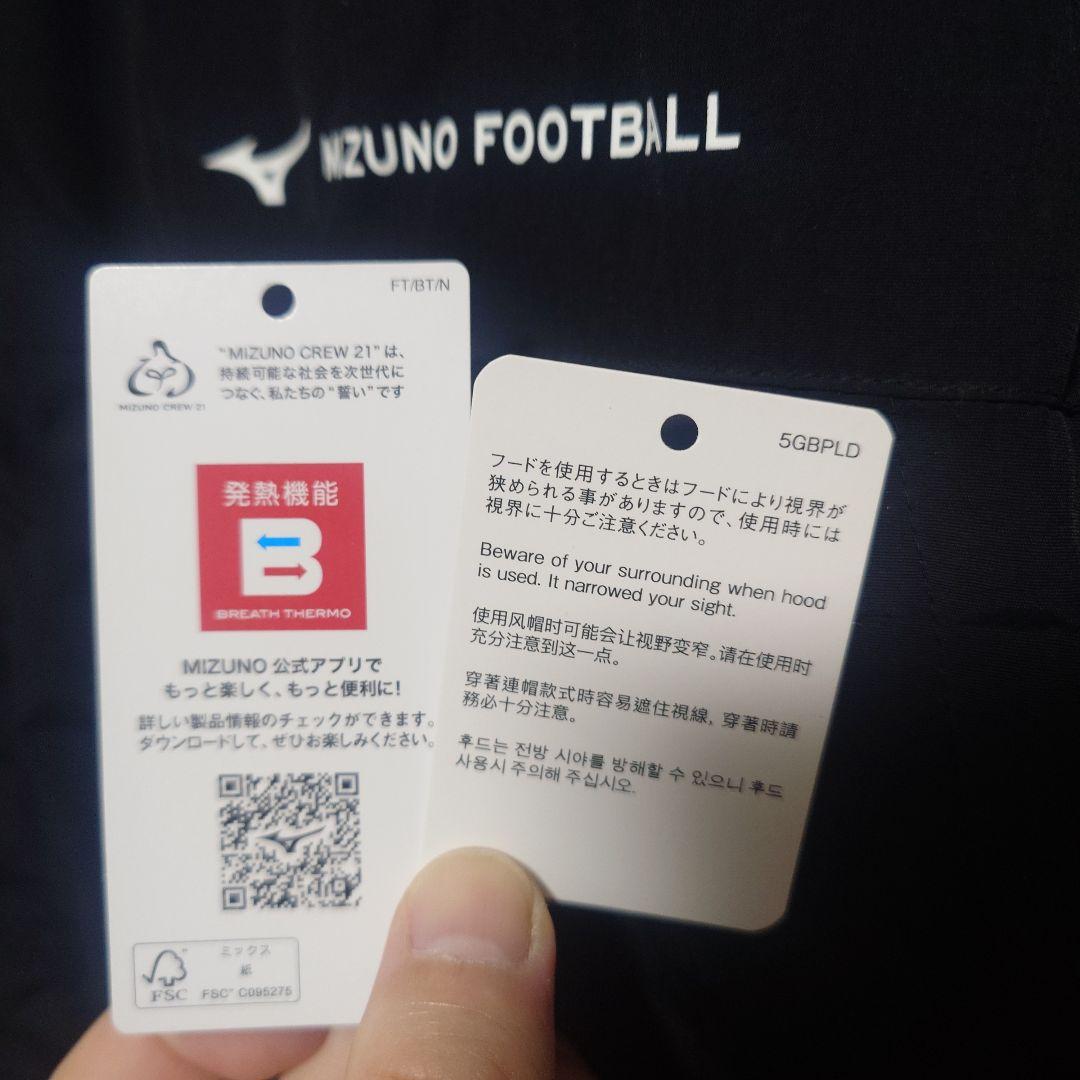 MIZUNO FOOTBALL
FT/BT/N
"MIZUNO CREW 21"は、
持続可能な社会を次世代に
つなぐ、私たちの"誓い"です
MIZUNO CREW 21
発熱機能
B
BREATH THERMO
MIZUNO 公式アプリで
もっと楽しく、もっと便利に!
詳しい製品情報のチェックができます。
ダウンロードして、ぜひお楽しみください。
ミックス
紙
FSC
FSC™ C095275
5GBPLD
フードを使用するときはフードにより視界が
狭められる事がありますので、使用時には
視界に十分ご注意ください。
Beware of your surrounding when hood
is used. It narrowed your sight.
使用风帽时可能会让视野变窄。请在使用时
充分注意到这一点。
穿著連帽款式時容易遮住視線, 穿著時請
務必十分注意。
후드는 전방 시야를 방해할 수 있으니 후드
사용시 주의해 주십시오.